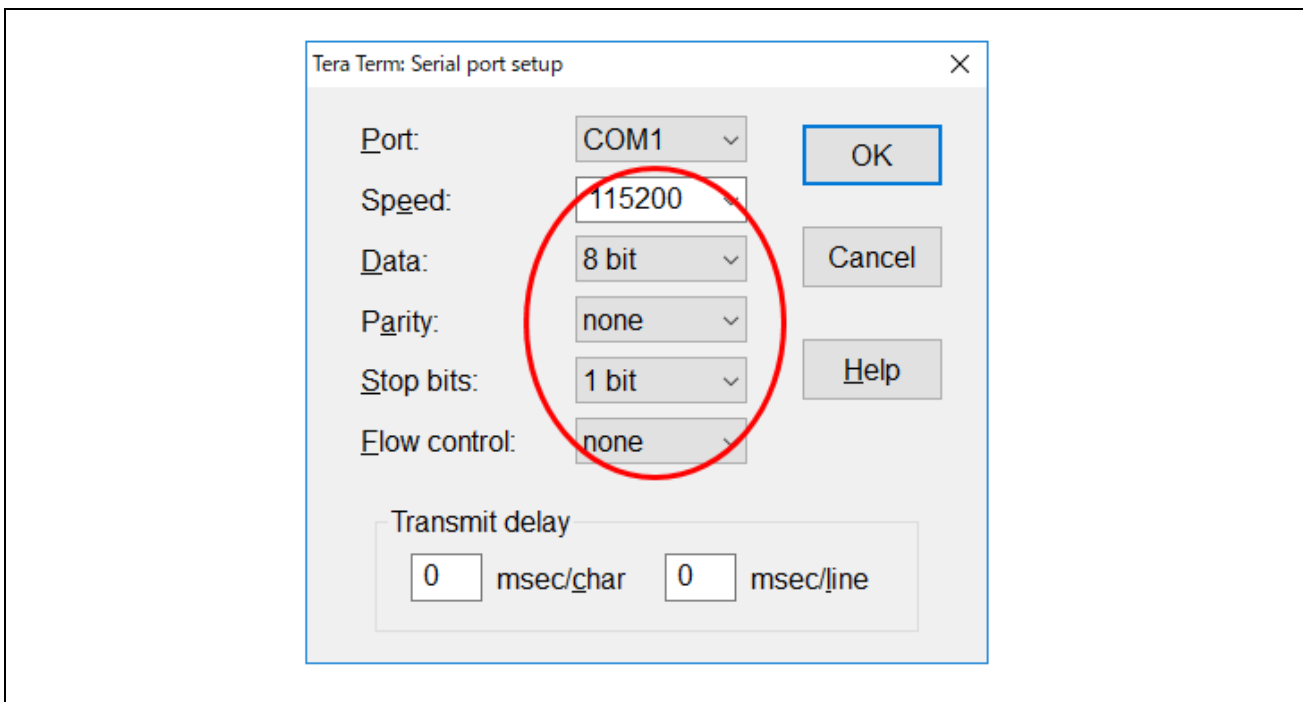 Tera Term: Serial port setup
Port: COM1
OK
Speed: 115200
Data: 8 bit
Cancel
Parity: none
Stop bits: 1 bit
Help
Flow control: none
Transmit delay
0 msec/char 0 msec/line